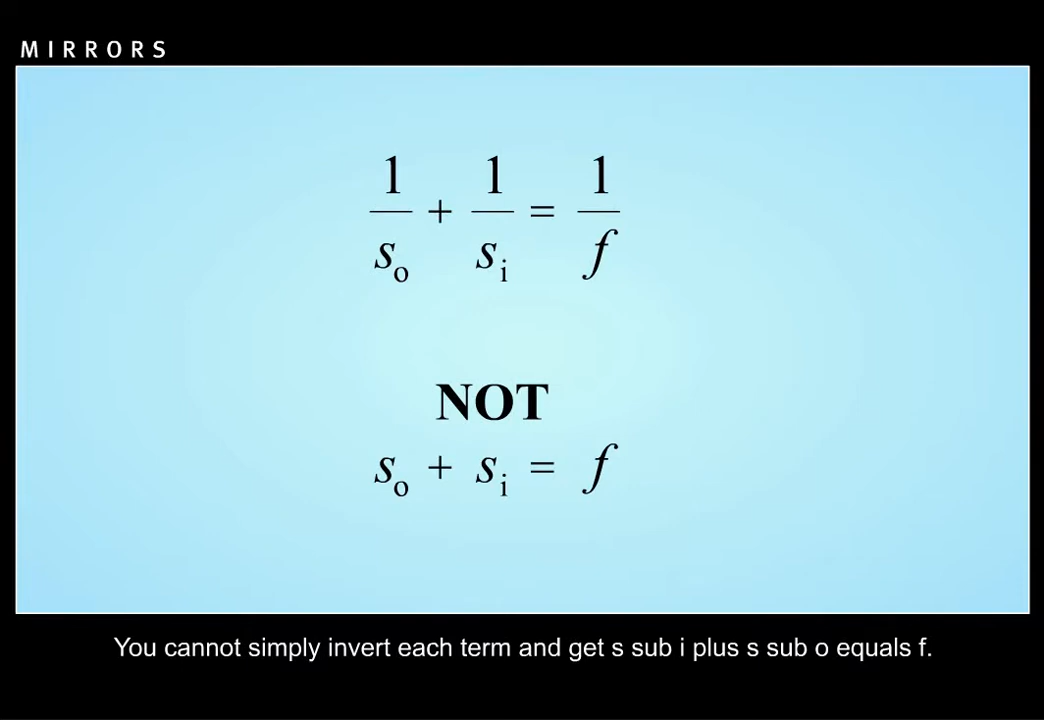 MIRRORS
1/s_o + 1/s_i = 1/f
NOT
s_o + s_i = f
You cannot simply invert each term and get s sub i plus s sub o equals f.